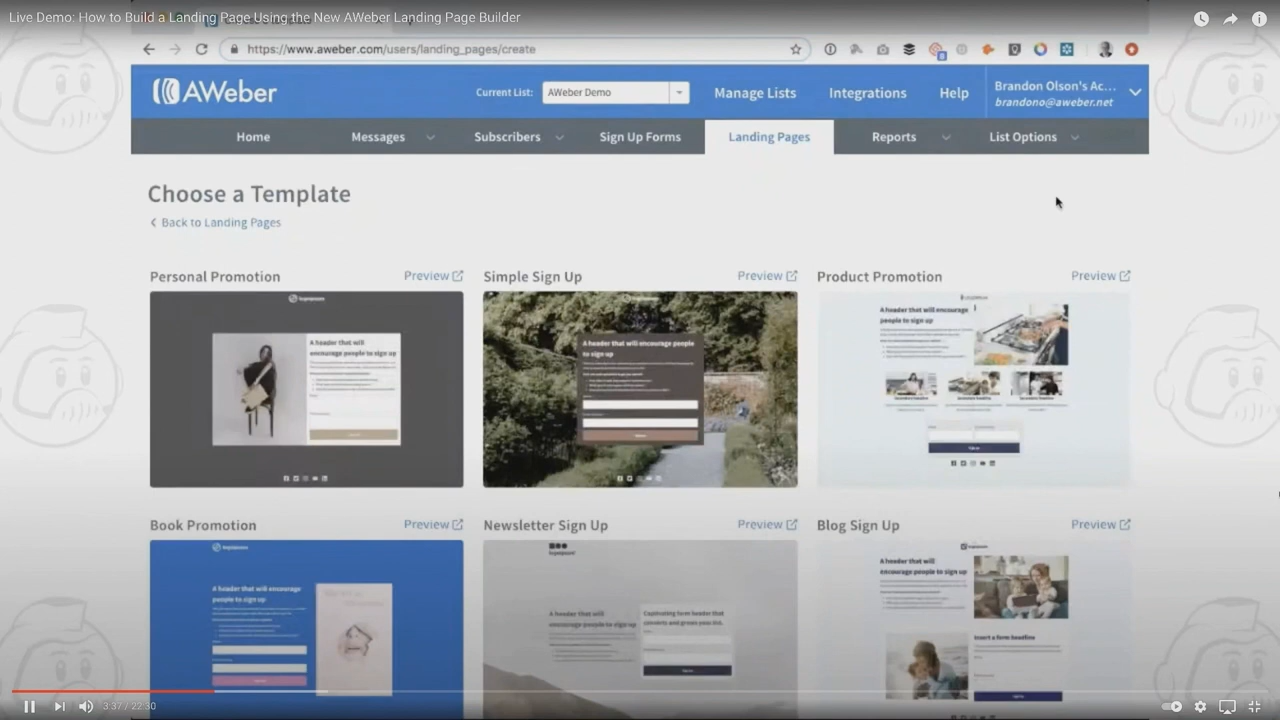 Live Demo: How to Build a Landing Page Using the New AWeber Landing Page Builder
https://www.aweber.com/users/landing_pages/create
AWeber
Current List:
AWeber Demo
Manage Lists
Integrations
Help
Brandon Olson's Ac...
brandono@aweber.net
Home
Messages
Subscribers
Sign Up Forms
Landing Pages
Reports
List Options
Choose a Template
Back to Landing Pages
Personal Promotion
Preview
Simple Sign Up
Preview
Product Promotion
Preview
A header that will
encourage people to sign up
A header that will encourage people
to sign up
A header that will encourage
people to sign up
Book Promotion
Preview
Newsletter Sign Up
Preview
Blog Sign Up
Preview
A header that will encourage
people to sign up
A header that will
encourage people to sign up
Captivating form header that
converts and grows your list.
A header that will
encourage people to sign up
Insert a form headline
3:37 / 22:30